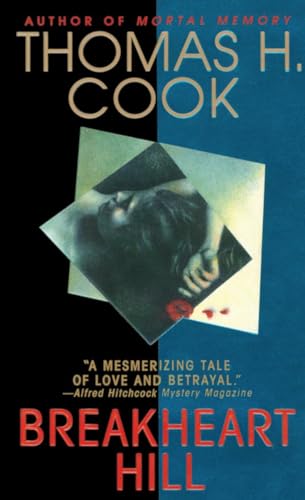 AUTHOR OF MORTAL MEMORY
THOMAS H.
COOK
"A MESMERIZING TALE
OF LOVE AND BETRAYAL."
—Alfred Hitchcock Mystery Magazine
BREAKHEART
HILL